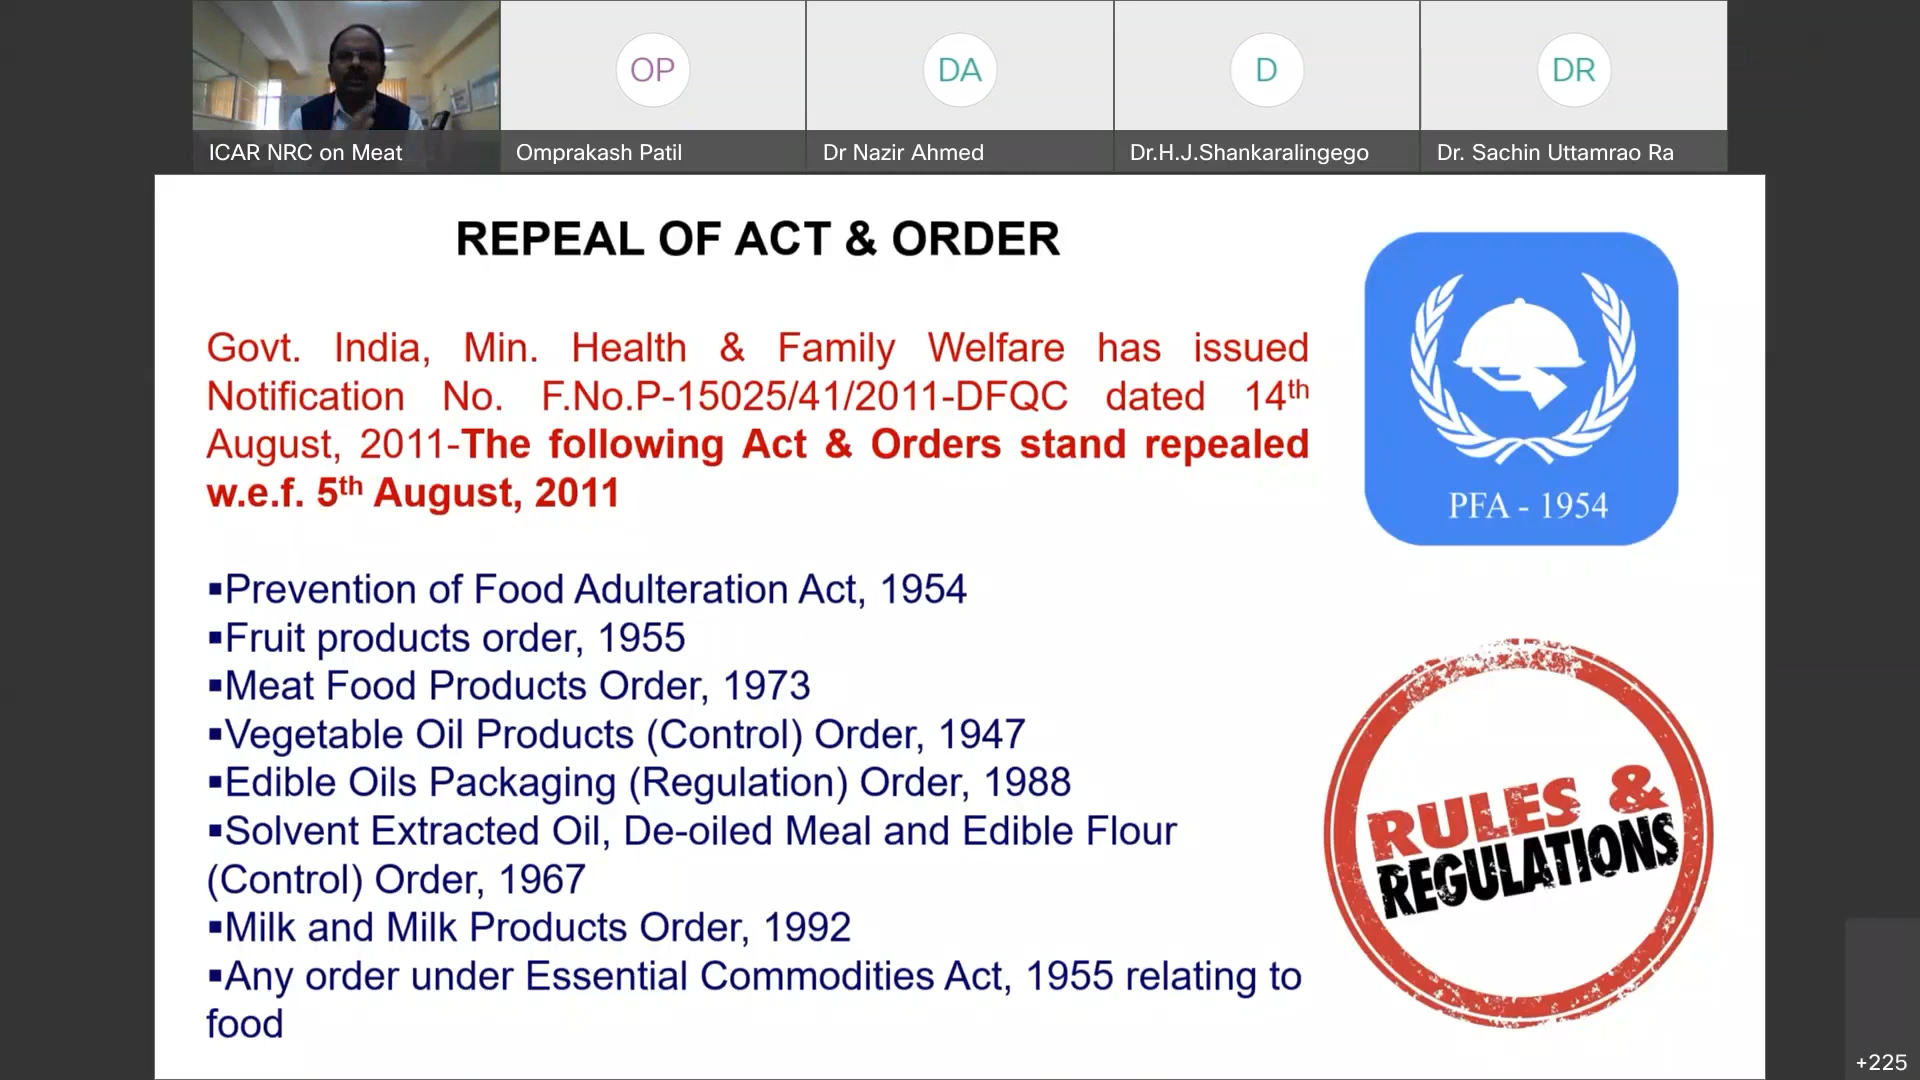 OP
DA
D
DR
ICAR NRC on Meat
Omprakash Patil
Dr Nazir Ahmed
Dr.H.J.Shankaralingego
Dr. Sachin Uttamrao Ra
REPEAL OF ACT & ORDER
Govt. India, Min. Health & Family Welfare has issued
Notification No. F.No.P-15025/41/2011-DFQC dated 14th
August, 2011-The following Act & Orders stand repealed
w.e.f. 5th August, 2011
PFA - 1954
▪Prevention of Food Adulteration Act, 1954
▪Fruit products order, 1955
▪Meat Food Products Order, 1973
▪Vegetable Oil Products (Control) Order, 1947
▪Edible Oils Packaging (Regulation) Order, 1988
▪Solvent Extracted Oil, De-oiled Meal and Edible Flour
(Control) Order, 1967
▪Milk and Milk Products Order, 1992
▪Any order under Essential Commodities Act, 1955 relating to
food
RULES &
REGULATIONS
+225